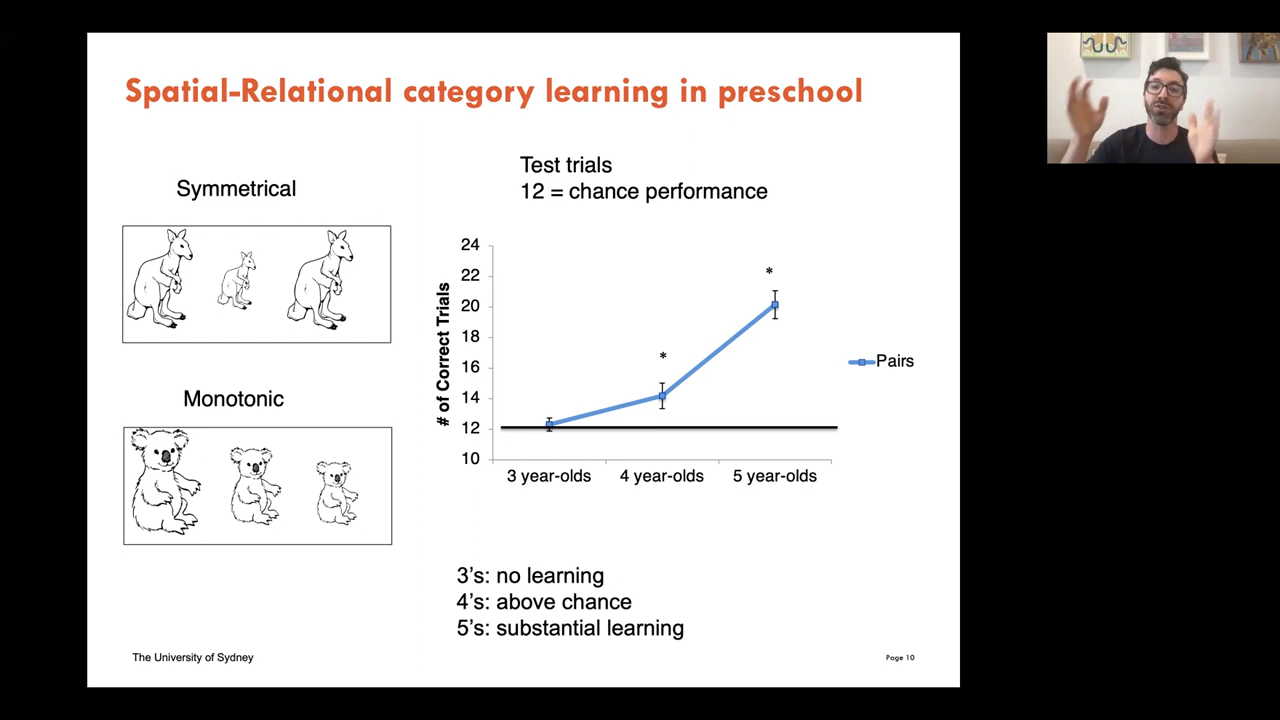 Spatial-Relational category learning in preschool
Symmetrical
Monotonic
Test trials
12 = chance performance
# of Correct Trials
24
22
20
18
16
14
12
10
*
*
3 year-olds
4 year-olds
5 year-olds
Pairs
3's: no learning
4's: above chance
5's: substantial learning
The University of Sydney
Page 10